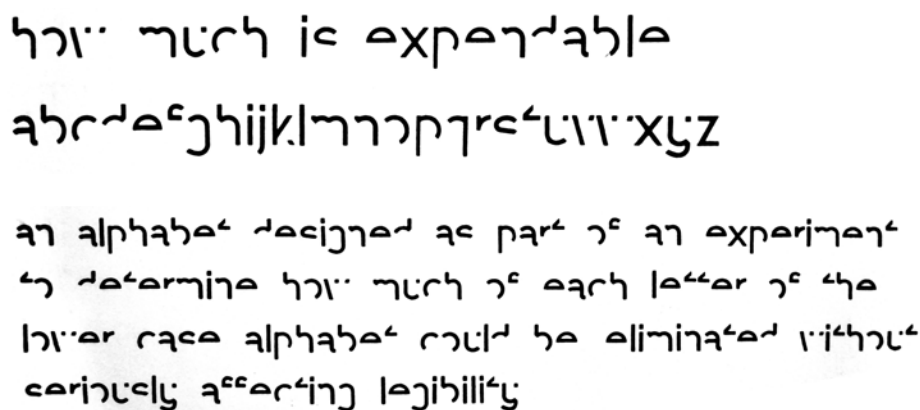 how much is expendable
abcdefghijklmnopqrstuvwxyz
an alphabet designed as part of an experiment
to determine how much of each letter of the
lower case alphabet could be eliminated without
seriously affecting legibility